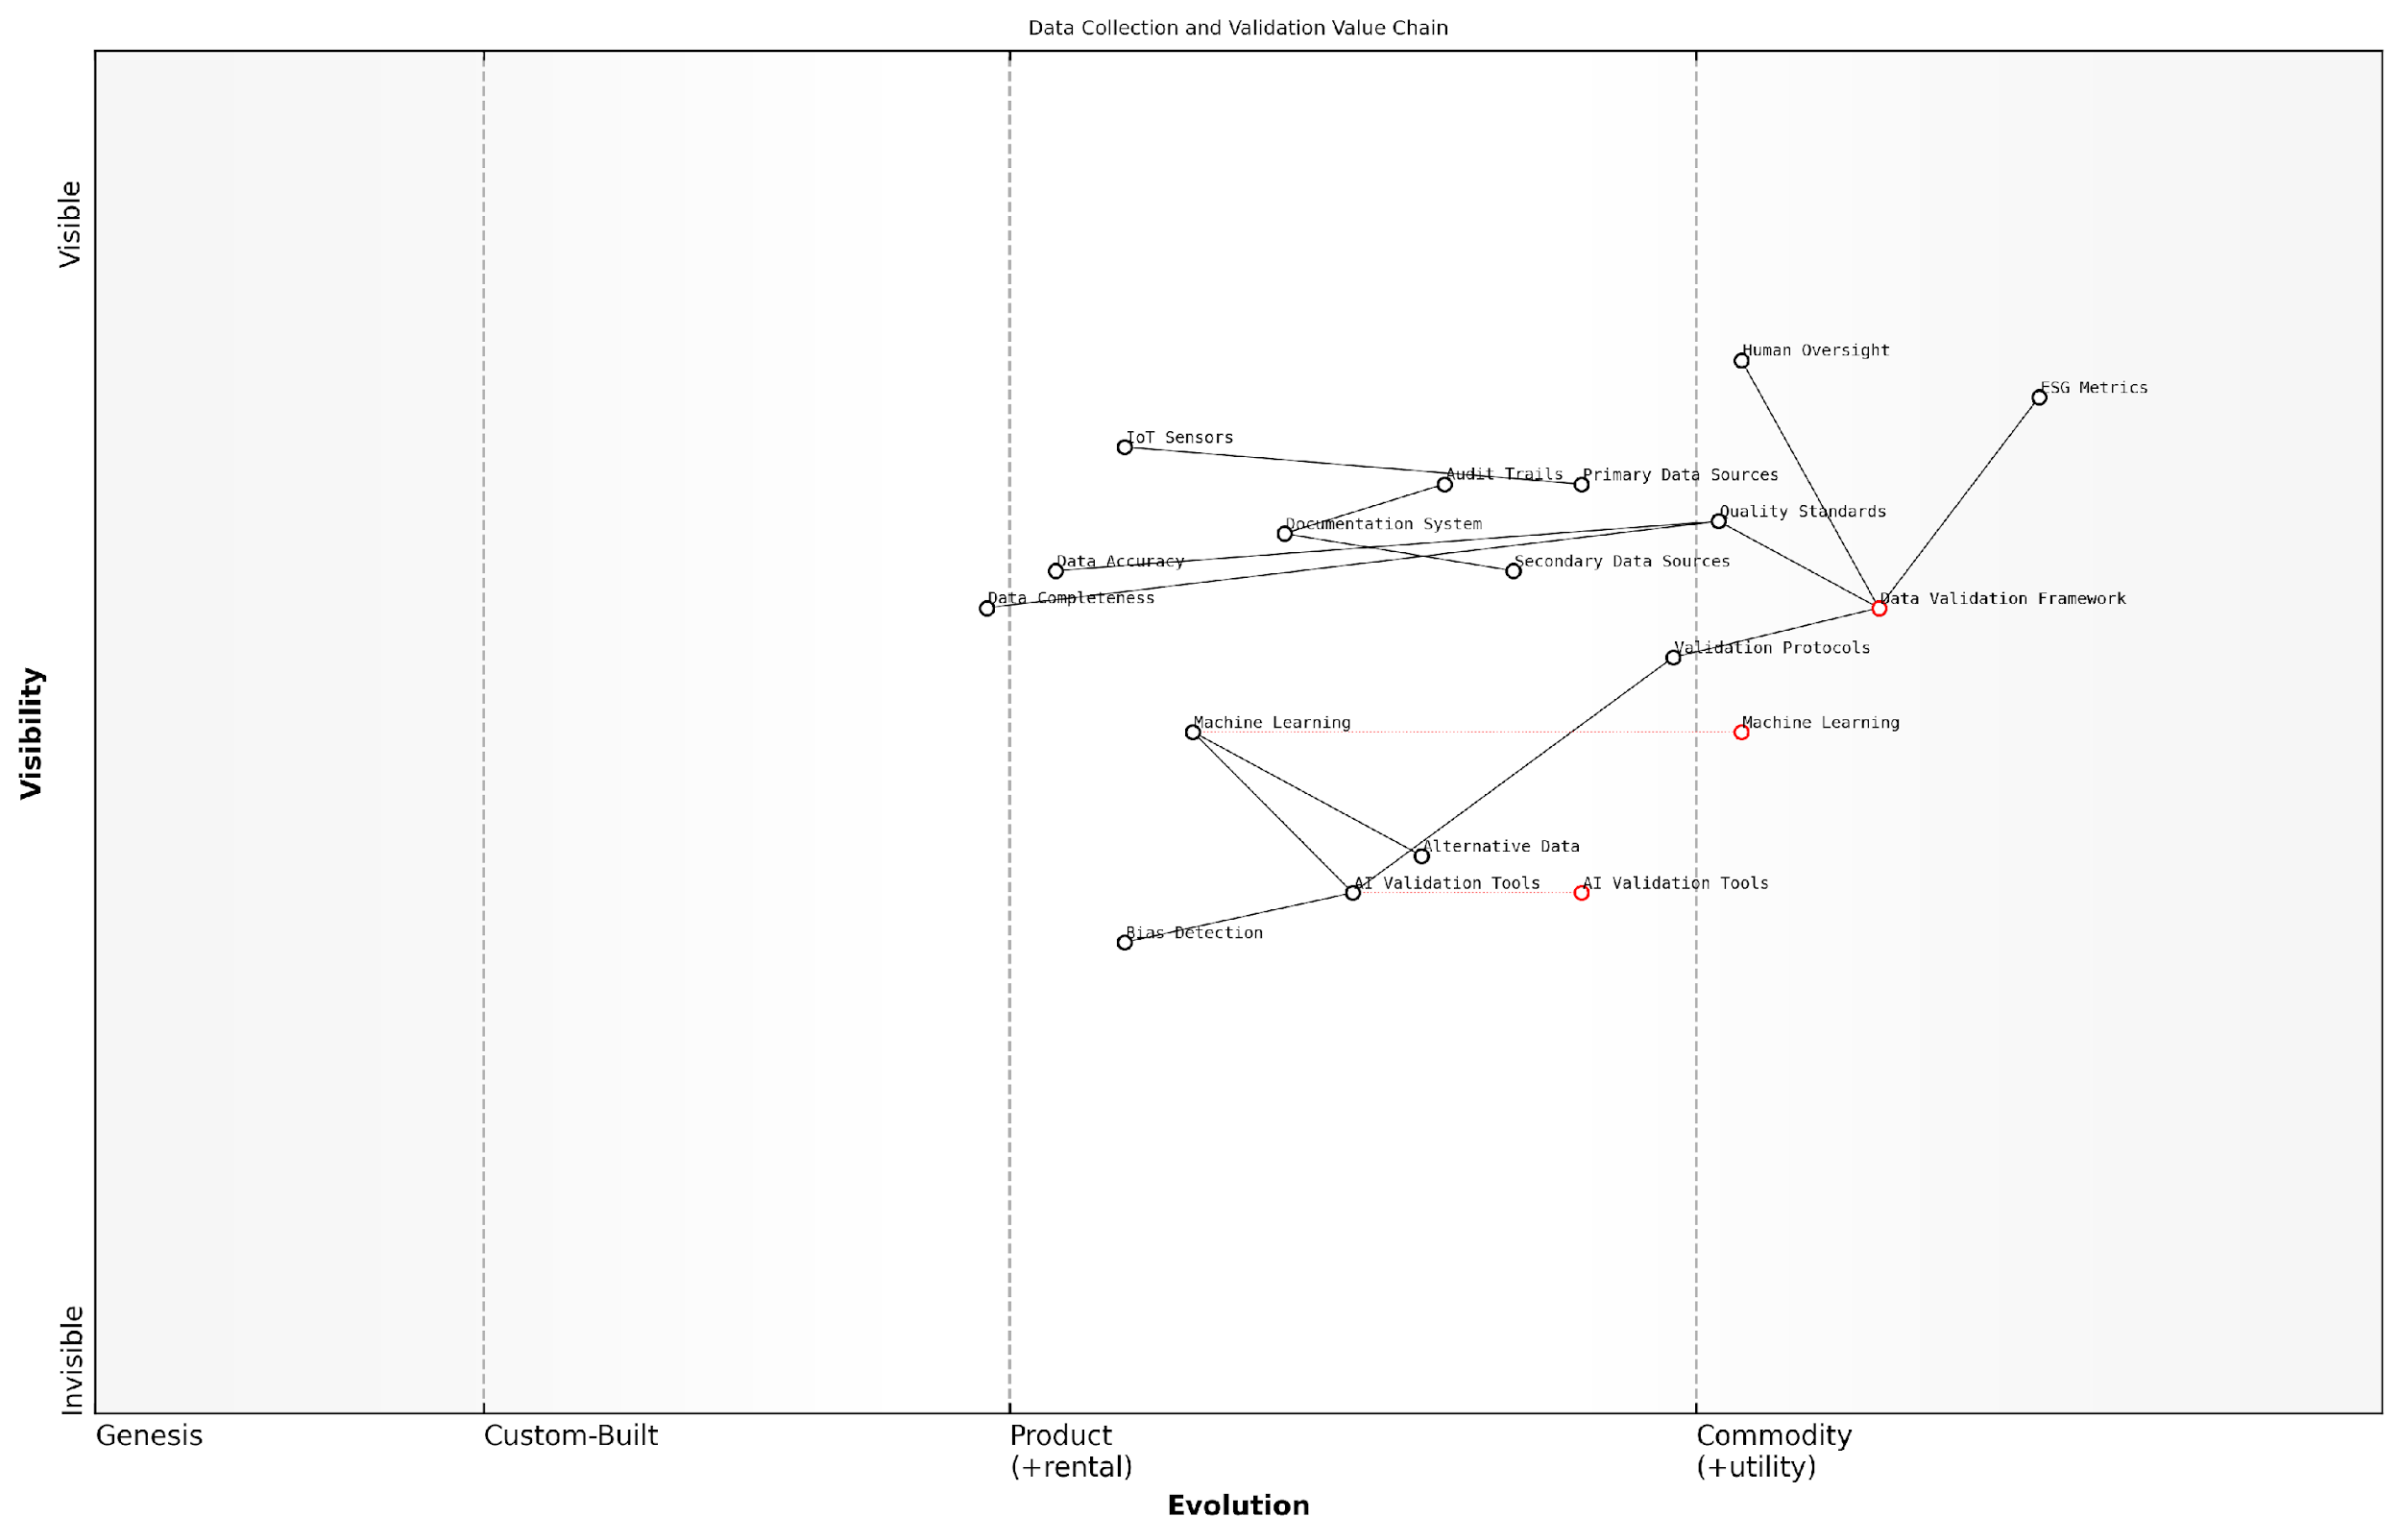 Data Collection and Validation Value Chain
Visible
Visibility
Invisible
Human Oversight
ESG Metrics
IoT Sensors
Audit Trails
Primary Data Sources
Quality Standards
Documentation System
Data Accuracy
Secondary Data Sources
Data Completeness
Data Validation Framework
Validation Protocols
Machine Learning
Machine Learning
Alternative Data
AI Validation Tools
AI Validation Tools
Bias Detection
Genesis
Custom-Built
Product
(+rental)
Commodity
(+utility)
Evolution